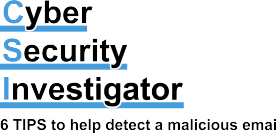 Cyber
Security
Investigator
6 TIPS to help detect a malicious emai